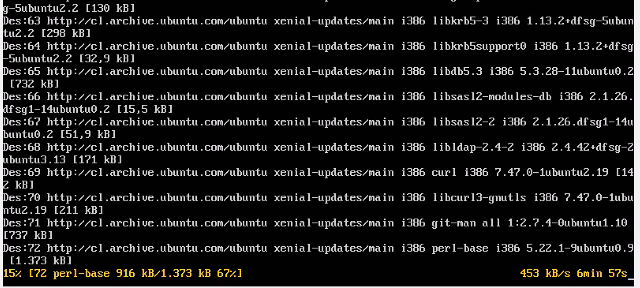 g-5ubuntu2.2 [130 kB]
Des:63 http://cl.archive.ubuntu.com/ubuntu xenial-updates/main i386 libkrb5-3 i386 1.13.2+dfsg-5ubun
tu2.2 [298 kB]
Des:64 http://cl.archive.ubuntu.com/ubuntu xenial-updates/main i386 libkrb5support0 i386 1.13.2+dfsg
-5ubuntu2.2 [32,9 kB]
Des:65 http://cl.archive.ubuntu.com/ubuntu xenial-updates/main i386 libdb5.3 i386 5.3.28-11ubuntu0.2
[732 kB]
Des:66 http://cl.archive.ubuntu.com/ubuntu xenial-updates/main i386 libsasl2-modules-db i386 2.1.26.
dfsg1-14ubuntu0.2 [15,5 kB]
Des:67 http://cl.archive.ubuntu.com/ubuntu xenial-updates/main i386 libsasl2-2 i386 2.1.26.dfsg1-14u
buntu0.2 [51,9 kB]
Des:68 http://cl.archive.ubuntu.com/ubuntu xenial-updates/main i386 libldap-2.4-2 i386 2.4.42+dfsg-2
ubuntu3.13 [171 kB]
Des:69 http://cl.archive.ubuntu.com/ubuntu xenial-updates/main i386 curl i386 7.47.0-1ubuntu2.19 [14
2 kB]
Des:70 http://cl.archive.ubuntu.com/ubuntu xenial-updates/main i386 libcurl3-gnutls i386 7.47.0-1ubu
ntu2.19 [211 kB]
Des:71 http://cl.archive.ubuntu.com/ubuntu xenial-updates/main i386 git-man all 1:2.7.4-0ubuntu1.10
[737 kB]
Des:72 http://cl.archive.ubuntu.com/ubuntu xenial-updates/main i386 perl-base i386 5.22.1-9ubuntu0.9
[1.373 kB]
15% [72 perl-base 916 kB/1.373 kB 67%] 453 kB/s 6min 57s_